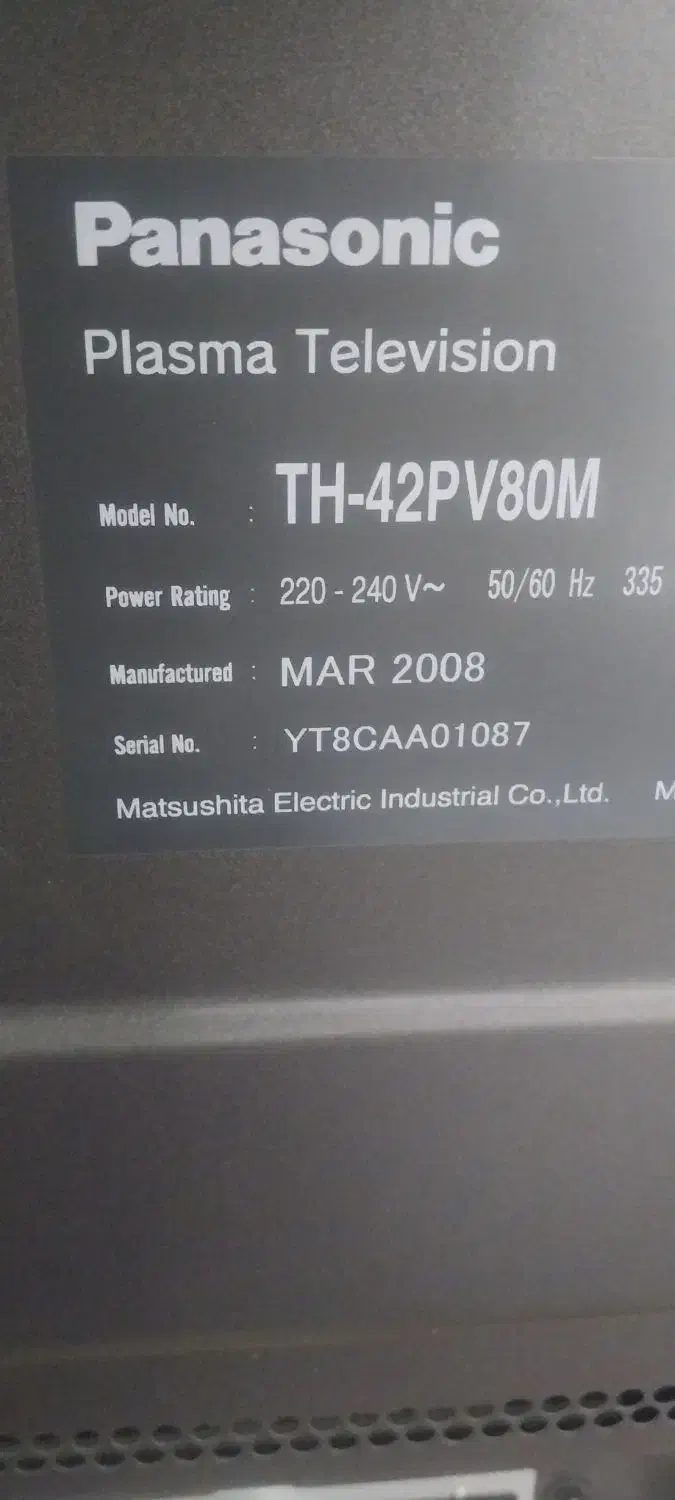 Panasonic
Plasma Television
Model No. : TH-42PV80M
Power Rating : 220 - 240 V~ 50/60 Hz 335
Manufactured : MAR 2008
Serial No. : YT8CAA01087
Matsushita Electric Industrial Co.,Ltd.